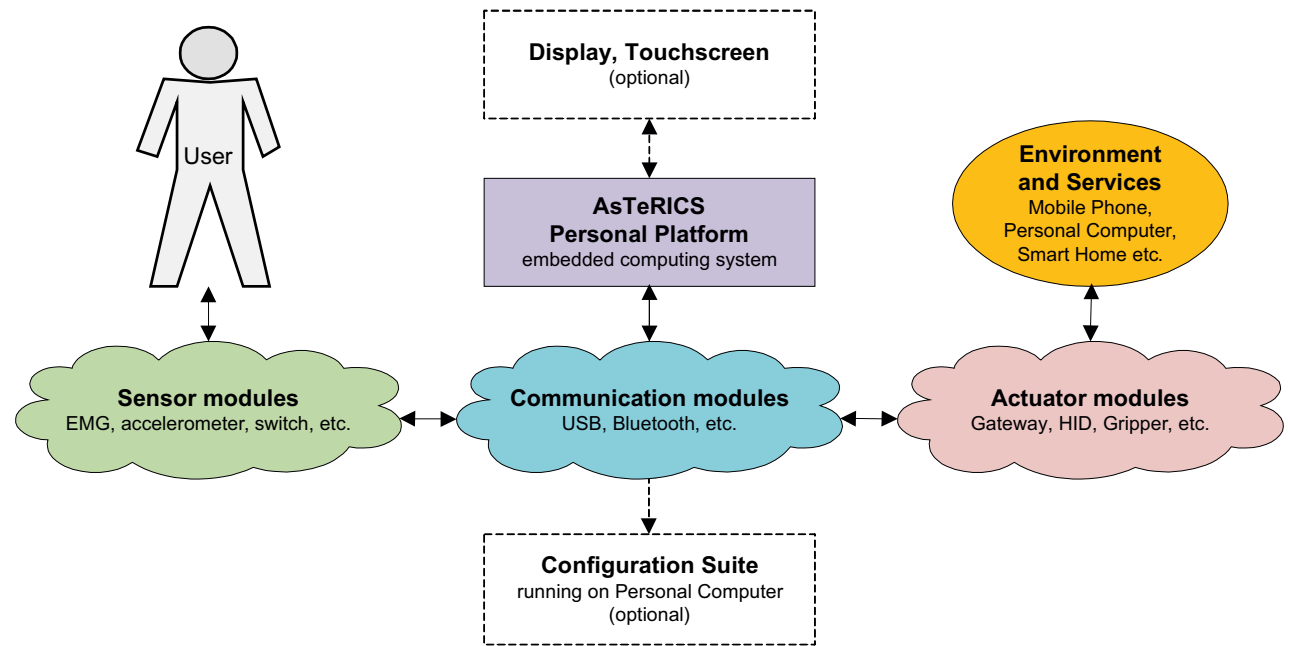 User
Display, Touchscreen
(optional)
AsTeRICS
Personal Platform
embedded computing system
Environment
and Services
Mobile Phone,
Personal Computer,
Smart Home etc.
Sensor modules
EMG, accelerometer, switch, etc.
Communication modules
USB, Bluetooth, etc.
Actuator modules
Gateway, HID, Gripper, etc.
Configuration Suite
running on Personal Computer
(optional)